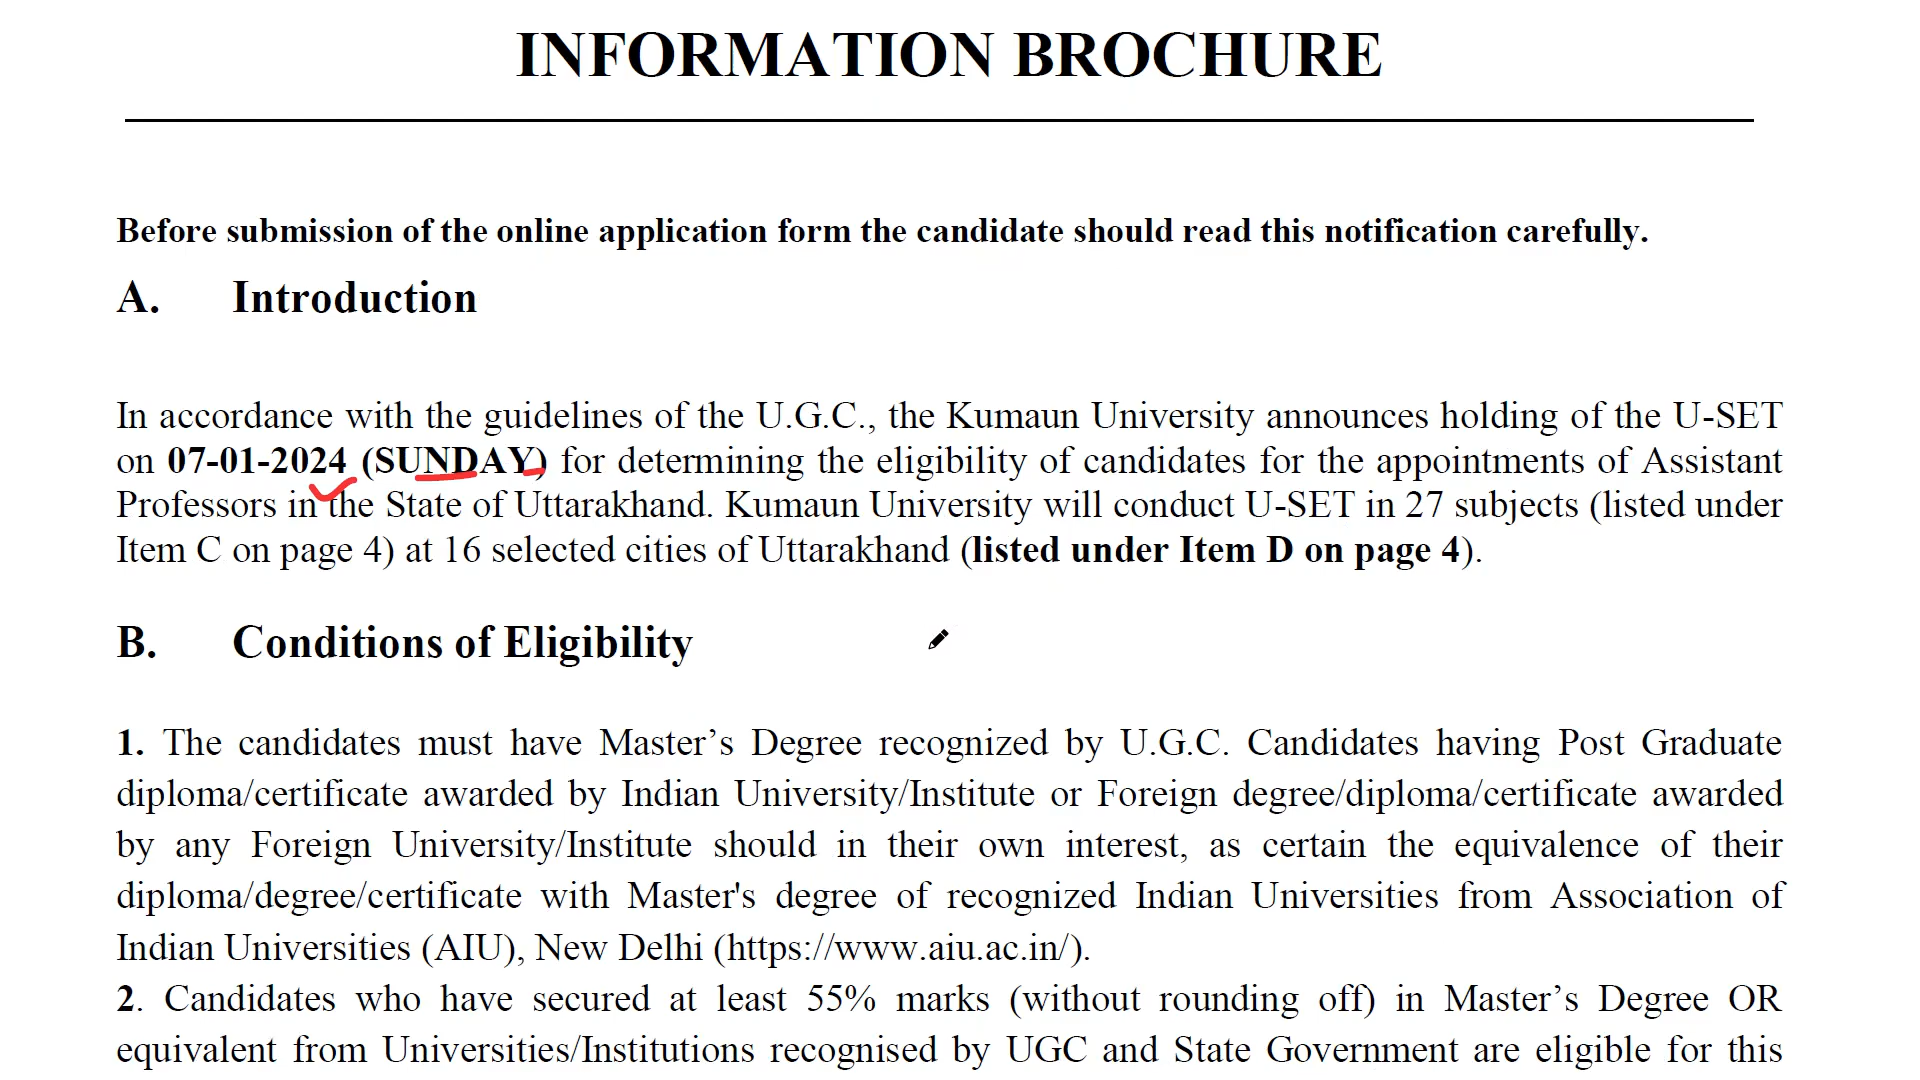 INFORMATION BROCHURE
Before submission of the online application form the candidate should read this notification carefully.
A. Introduction
In accordance with the guidelines of the U.G.C., the Kumaun University announces holding of the U-SET
on 07-01-2024 (SUNDAY) for determining the eligibility of candidates for the appointments of Assistant
Professors in the State of Uttarakhand. Kumaun University will conduct U-SET in 27 subjects (listed under
Item C on page 4) at 16 selected cities of Uttarakhand (listed under Item D on page 4).
B. Conditions of Eligibility
1. The candidates must have Master’s Degree recognized by U.G.C. Candidates having Post Graduate
diploma/certificate awarded by Indian University/Institute or Foreign degree/diploma/certificate awarded
by any Foreign University/Institute should in their own interest, as certain the equivalence of their
diploma/degree/certificate with Master's degree of recognized Indian Universities from Association of
Indian Universities (AIU), New Delhi (https://www.aiu.ac.in/).
2. Candidates who have secured at least 55% marks (without rounding off) in Master’s Degree OR
equivalent from Universities/Institutions recognised by UGC and State Government are eligible for this